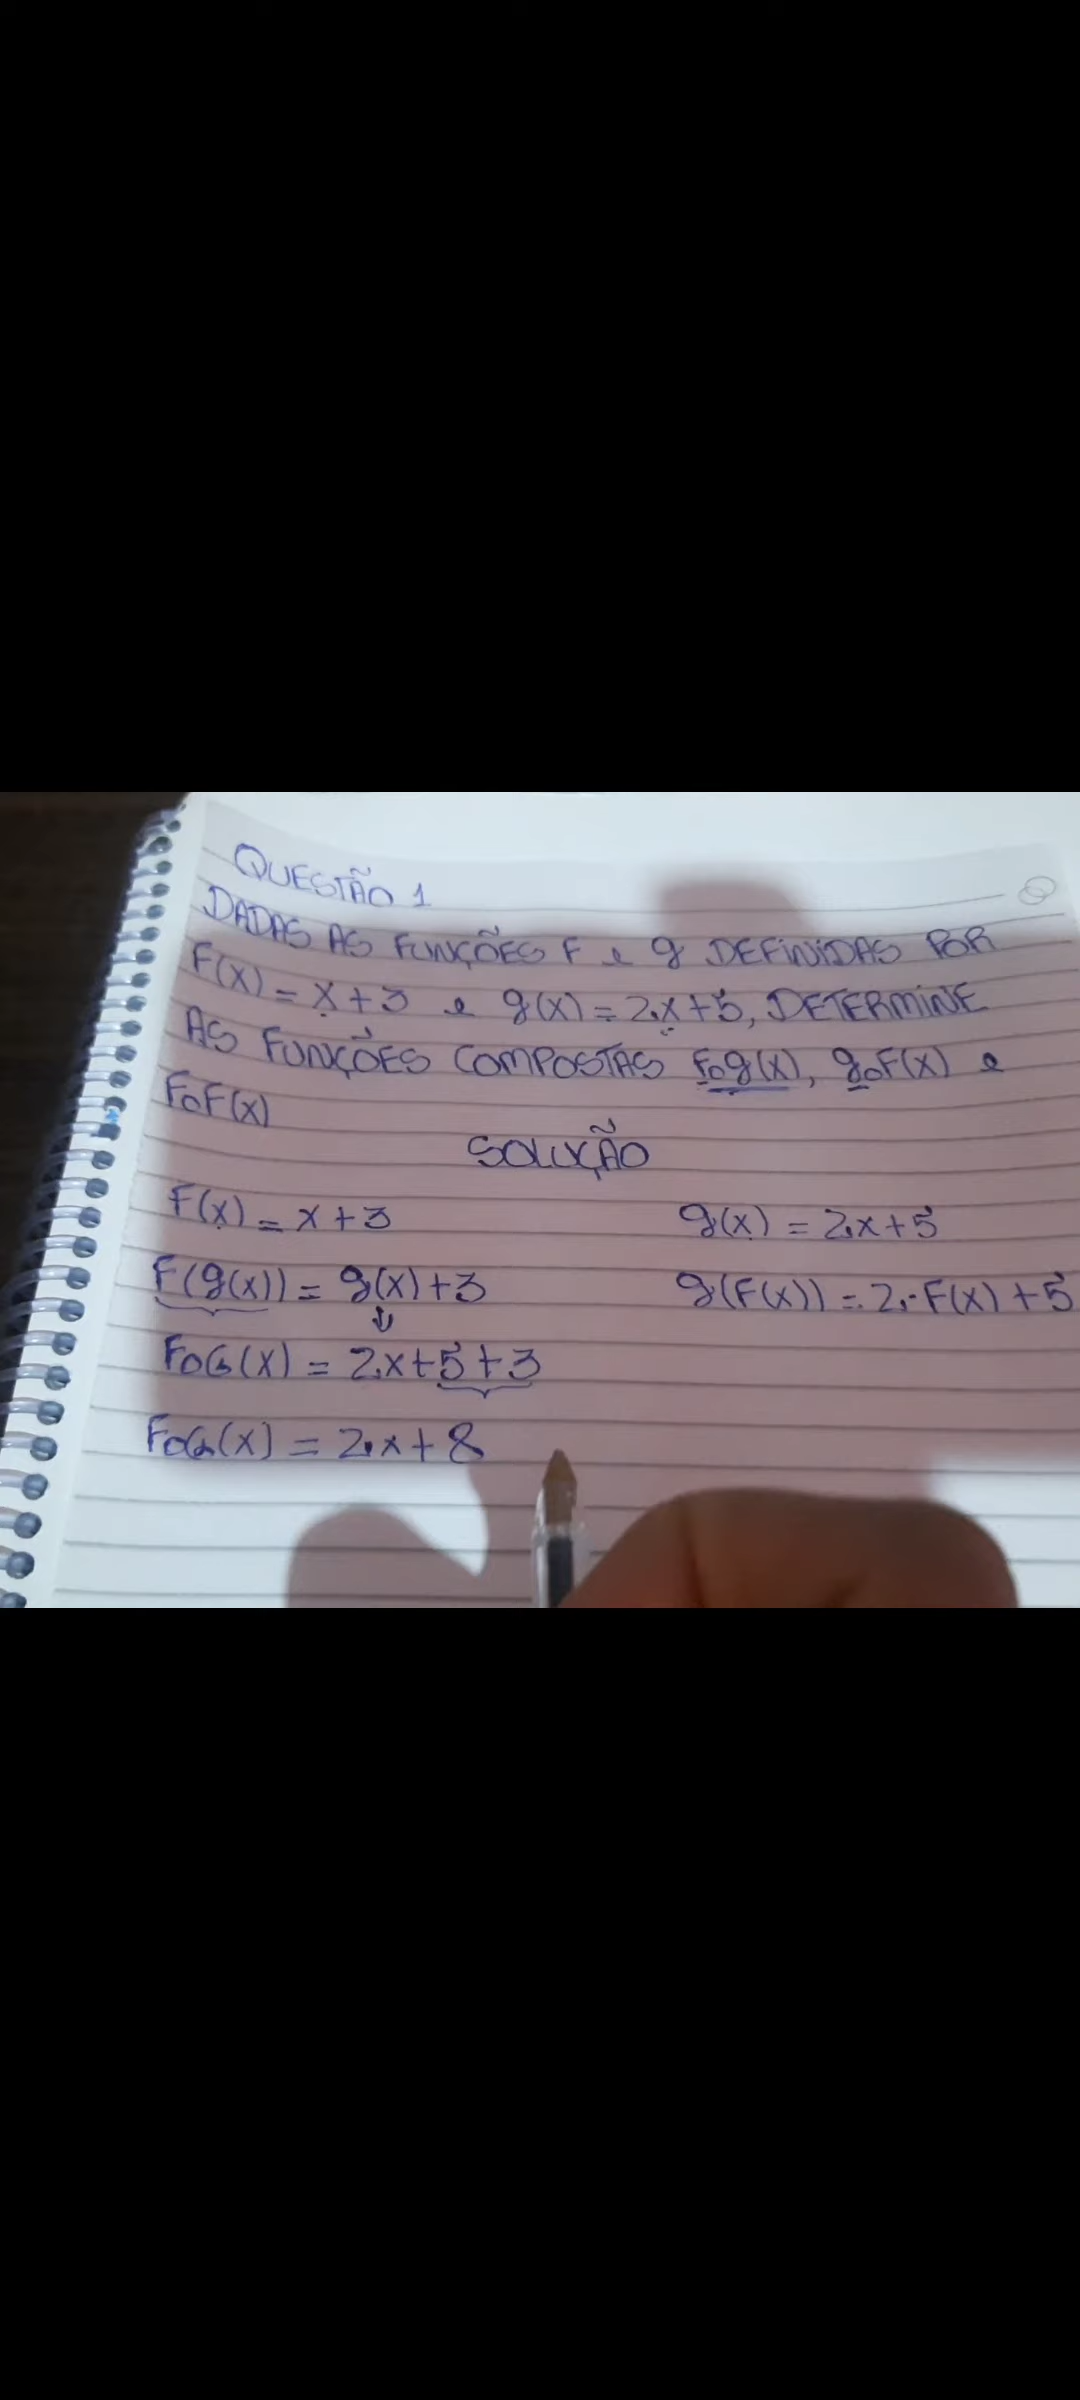 QUESTÃO 1
DADAS AS FUNÇÕES F e g DEFINIDAS POR
F(X) = X + 3 e g(x) = 2.x + 5, DETERMINE
AS FUNÇÕES COMPOSTAS Fog(x), goF(x) e
FoF(x)
SOLUÇÃO
F(x) = x + 3
g(x) = 2.x + 5
F(g(x)) = g(x) + 3
g(F(x)) = 2. F(x) + 5
FoG(x) = 2.x + 5 + 3
FoG(x) = 2.x + 8